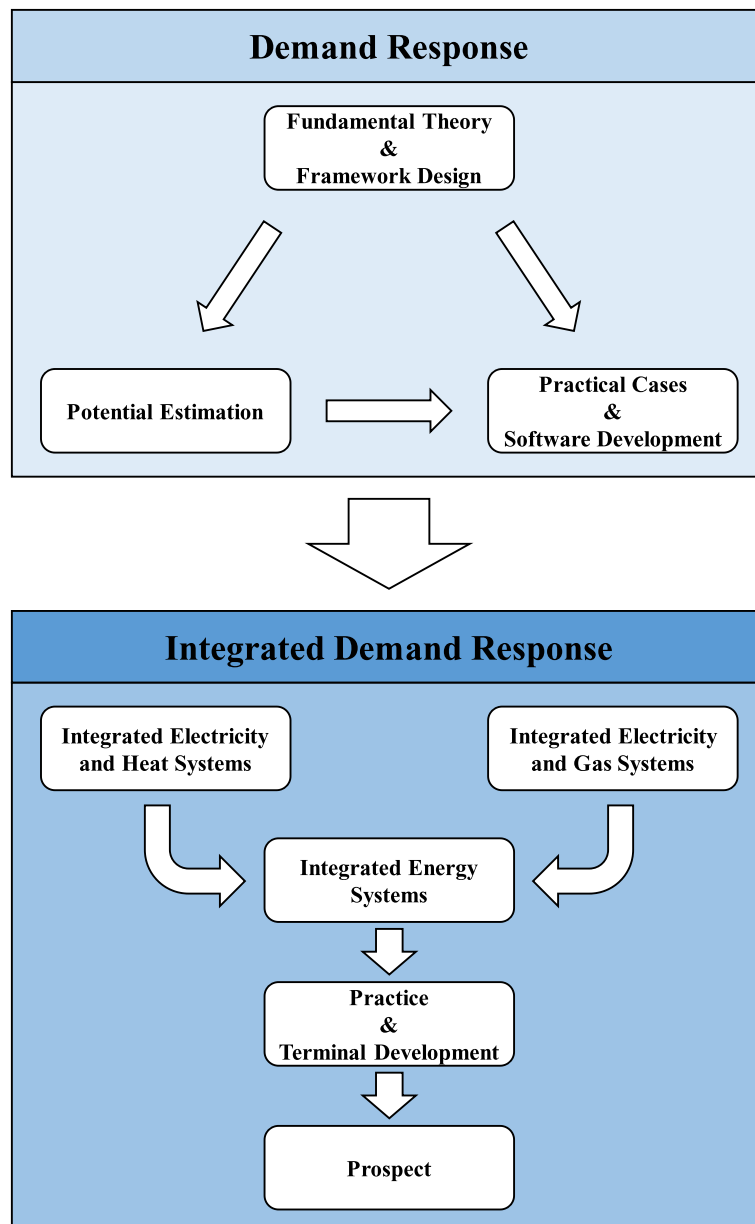 Demand Response
Fundamental Theory
&
Framework Design
Potential Estimation
Practical Cases
&
Software Development
Integrated Demand Response
Integrated Electricity
and Heat Systems
Integrated Electricity
and Gas Systems
Integrated Energy
Systems
Practice
&
Terminal Development
Prospect